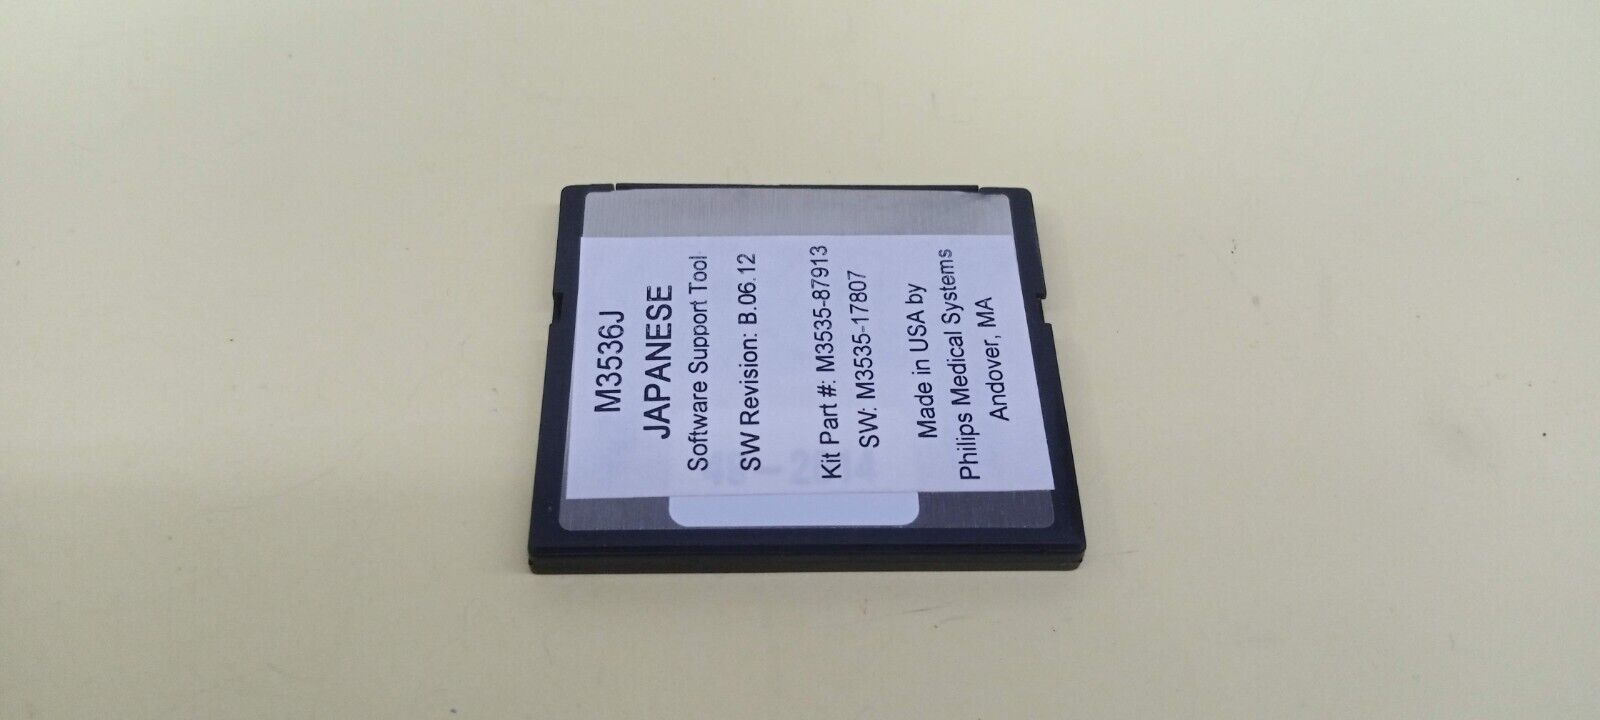 M3536J
JAPANESE
Software Support Tool
SW Revision: B.06.12
Kit Part #: M3535-87913
SW: M3535-17807
Made in USA by
Philips Medical Systems
Andover, MA